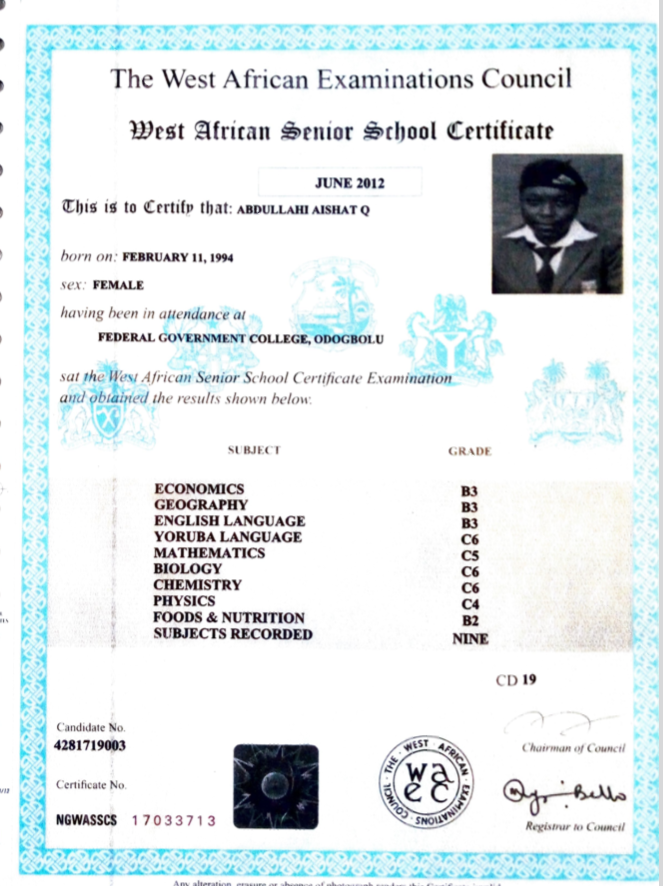 The West African Examinations Council
West African Senior School Certificate
JUNE 2012
This is to Certify that: ABDULLAHI AISHAT Q
born on: FEBRUARY 11, 1994
sex: FEMALE
having been in attendance at
FEDERAL GOVERNMENT COLLEGE, ODOGBOLU
sat the West African Senior School Certificate Examination
and obtained the results shown below.
SUBJECT GRADE
ECONOMICS B3
GEOGRAPHY B3
ENGLISH LANGUAGE B3
YORUBA LANGUAGE C6
MATHEMATICS C5
BIOLOGY C6
CHEMISTRY C6
PHYSICS C4
FOODS & NUTRITION B2
SUBJECTS RECORDED NINE
CD 19
Candidate No.
4281719003
Certificate No.
NGWASSCS 17033713
THE WEST AFRICAN EXAMINATIONS COUNCIL
waec
Chairman of Council
Bello
Registrar to Council
Any alteration, erasure or absence of photograph renders this Certificate invalid